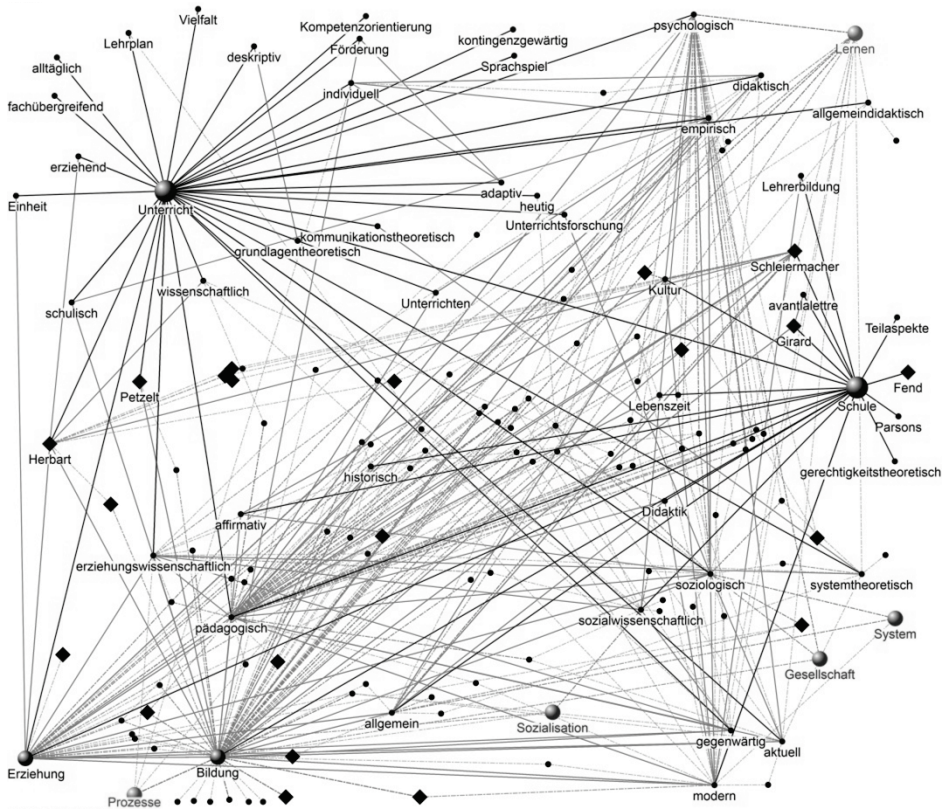 Vielfalt
Kompetenzorientierung
psychologisch
Lehrplan
Förderung
kontingenzgewärtig
Lernen
alltäglich
deskriptiv
Sprachspiel
fachübergreifend
individuell
didaktisch
allgemeindidaktisch
empirisch
erziehend
Lehrerbildung
Einheit
Unterricht
adaptiv
heutig
kommunikationstheoretisch
Unterrichtsforschung
grundlagentheoretisch
Schleiermacher
wissenschaftlich
Kultur
schulisch
Unterrichten
avantlalettre
Teilaspekte
Girard
Petzelt
Lebenszeit
Schule
Fend
Parsons
Herbart
historisch
gerechtigkeitstheoretisch
affirmativ
Didaktik
erziehungswissenschaftlich
soziologisch
systemtheoretisch
pädagogisch
sozialwissenschaftlich
System
Gesellschaft
allgemein
Sozialisation
gegenwärtig
aktuell
Erziehung
Bildung
Prozesse
modern